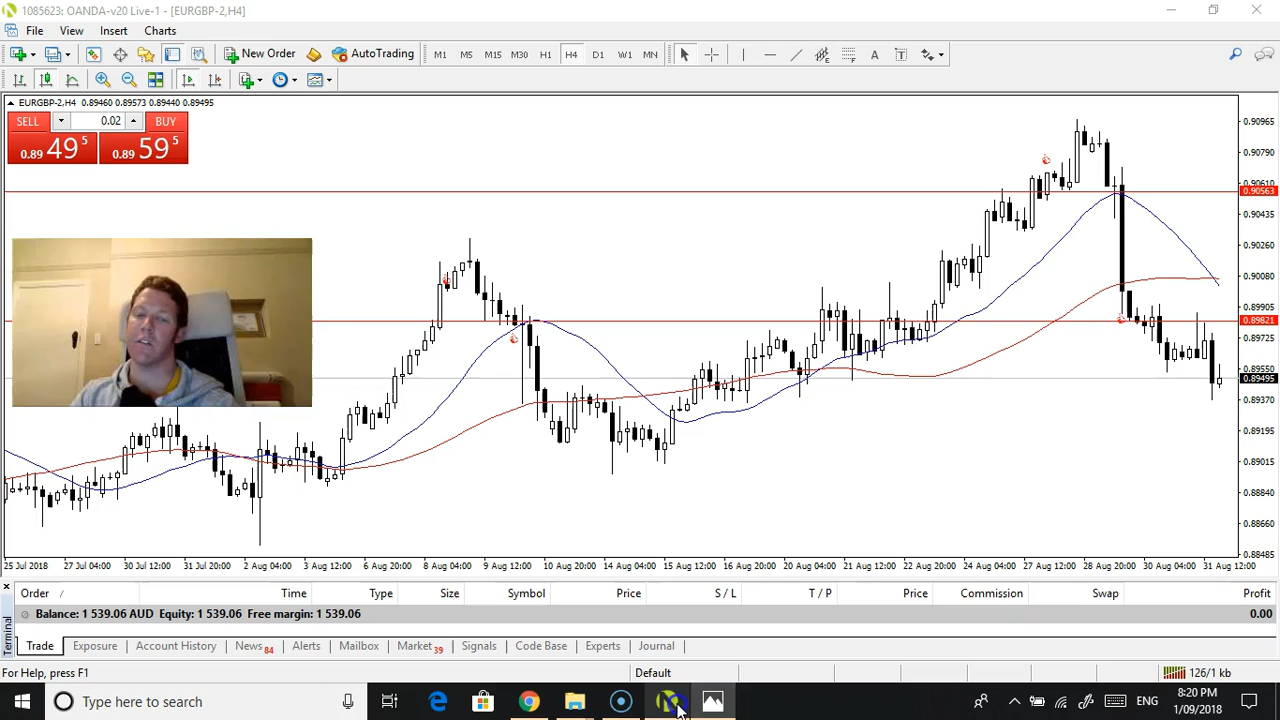 1085623: OANDA-v20 Live-1 - [EURGBP-2,H4]
File View Insert Charts
New Order AutoTrading M1 M5 M15 M30 H1 H4 D1 W1 MN A T
EURGBP-2,H4 0.89460 0.89573 0.89440 0.89495
SELL 0.02 BUY
0.89 49 5 0.89 59 5
0.90965
0.90790
0.90610
0.90563
0.90435
0.90260
0.90080
0.89905
0.89821
0.89725
0.89550
0.89495
0.89370
0.89195
0.89015
0.88840
0.88660
0.88485
25 Jul 2018 27 Jul 04:00 30 Jul 12:00 31 Jul 20:00 2 Aug 04:00 3 Aug 12:00 6 Aug 20:00 8 Aug 04:00 9 Aug 12:00 10 Aug 20:00 14 Aug 04:00 15 Aug 12:00 16 Aug 20:00 20 Aug 04:00 21 Aug 12:00 22 Aug 20:00 24 Aug 04:00 27 Aug 12:00 28 Aug 20:00 30 Aug 04:00 31 Aug 12:00
Order / Time Type Size Symbol Price S / L T / P Price Commission Swap Profit
Balance: 1 539.06 AUD Equity: 1 539.06 Free margin: 1 539.06 0.00
Terminal
Trade Exposure Account History News 84 Alerts Mailbox Market 39 Signals Code Base Experts Journal
For Help, press F1 Default 126/1 kb
Type here to search ENG 8:20 PM
1/09/2018